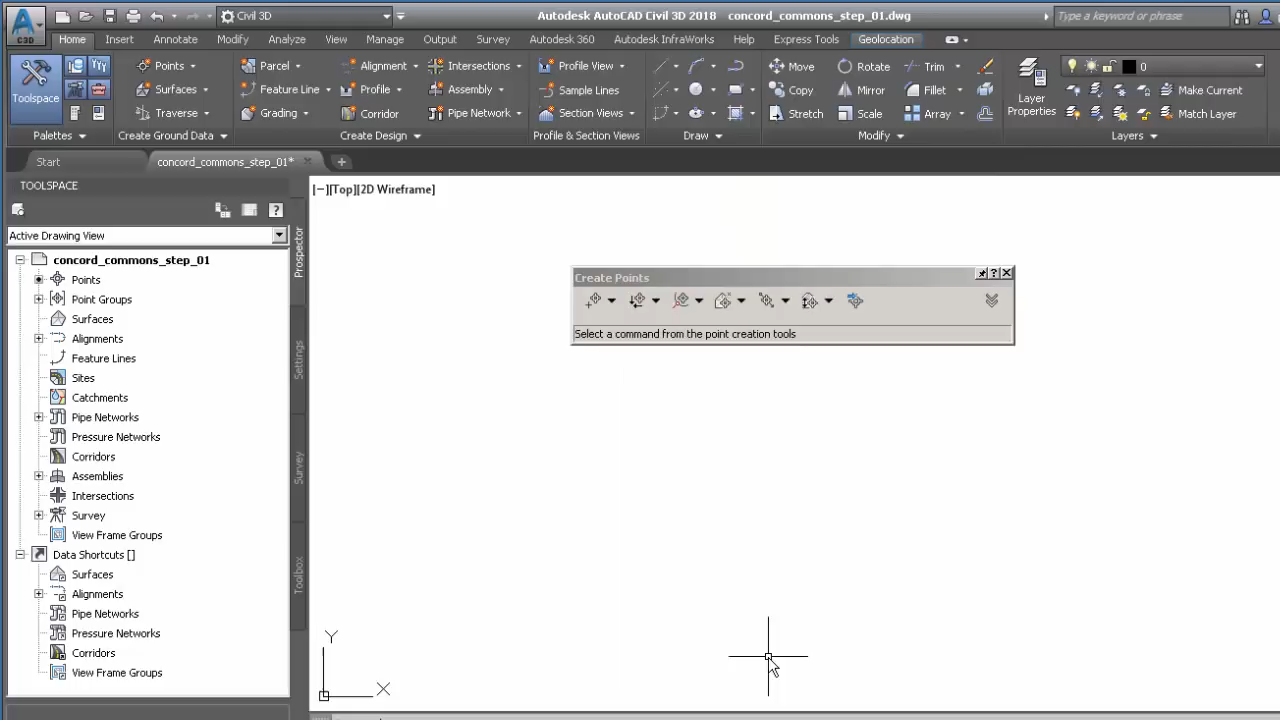 Civil 3D
Autodesk AutoCAD Civil 3D 2018 concord_commons_step_01.dwg
Type a keyword or phrase
C3D
Home Insert Annotate Modify Analyze View Manage Output Survey Autodesk 360 Autodesk InfraWorks Help Express Tools Geolocation
Points Parcel Alignment Intersections Profile View Move Rotate Trim 0
Toolspace Surfaces Feature Line Profile Assembly Sample Lines Copy Mirror Fillet Layer Properties Make Current
Traverse Grading Corridor Pipe Network Section Views Stretch Scale Array Match Layer
Palettes Create Ground Data Create Design Profile & Section Views Draw Modify Layers
Start concord_commons_step_01*
TOOLSPACE
[−][Top][2D Wireframe]
Active Drawing View
concord_commons_step_01
Points
Point Groups
Surfaces
Alignments
Feature Lines
Sites
Catchments
Pipe Networks
Pressure Networks
Corridors
Assemblies
Intersections
Survey
View Frame Groups
Data Shortcuts []
Surfaces
Alignments
Pipe Networks
Pressure Networks
Corridors
View Frame Groups
Prospector
Settings
Survey
Toolbox
Create Points
Select a command from the point creation tools
Y
X